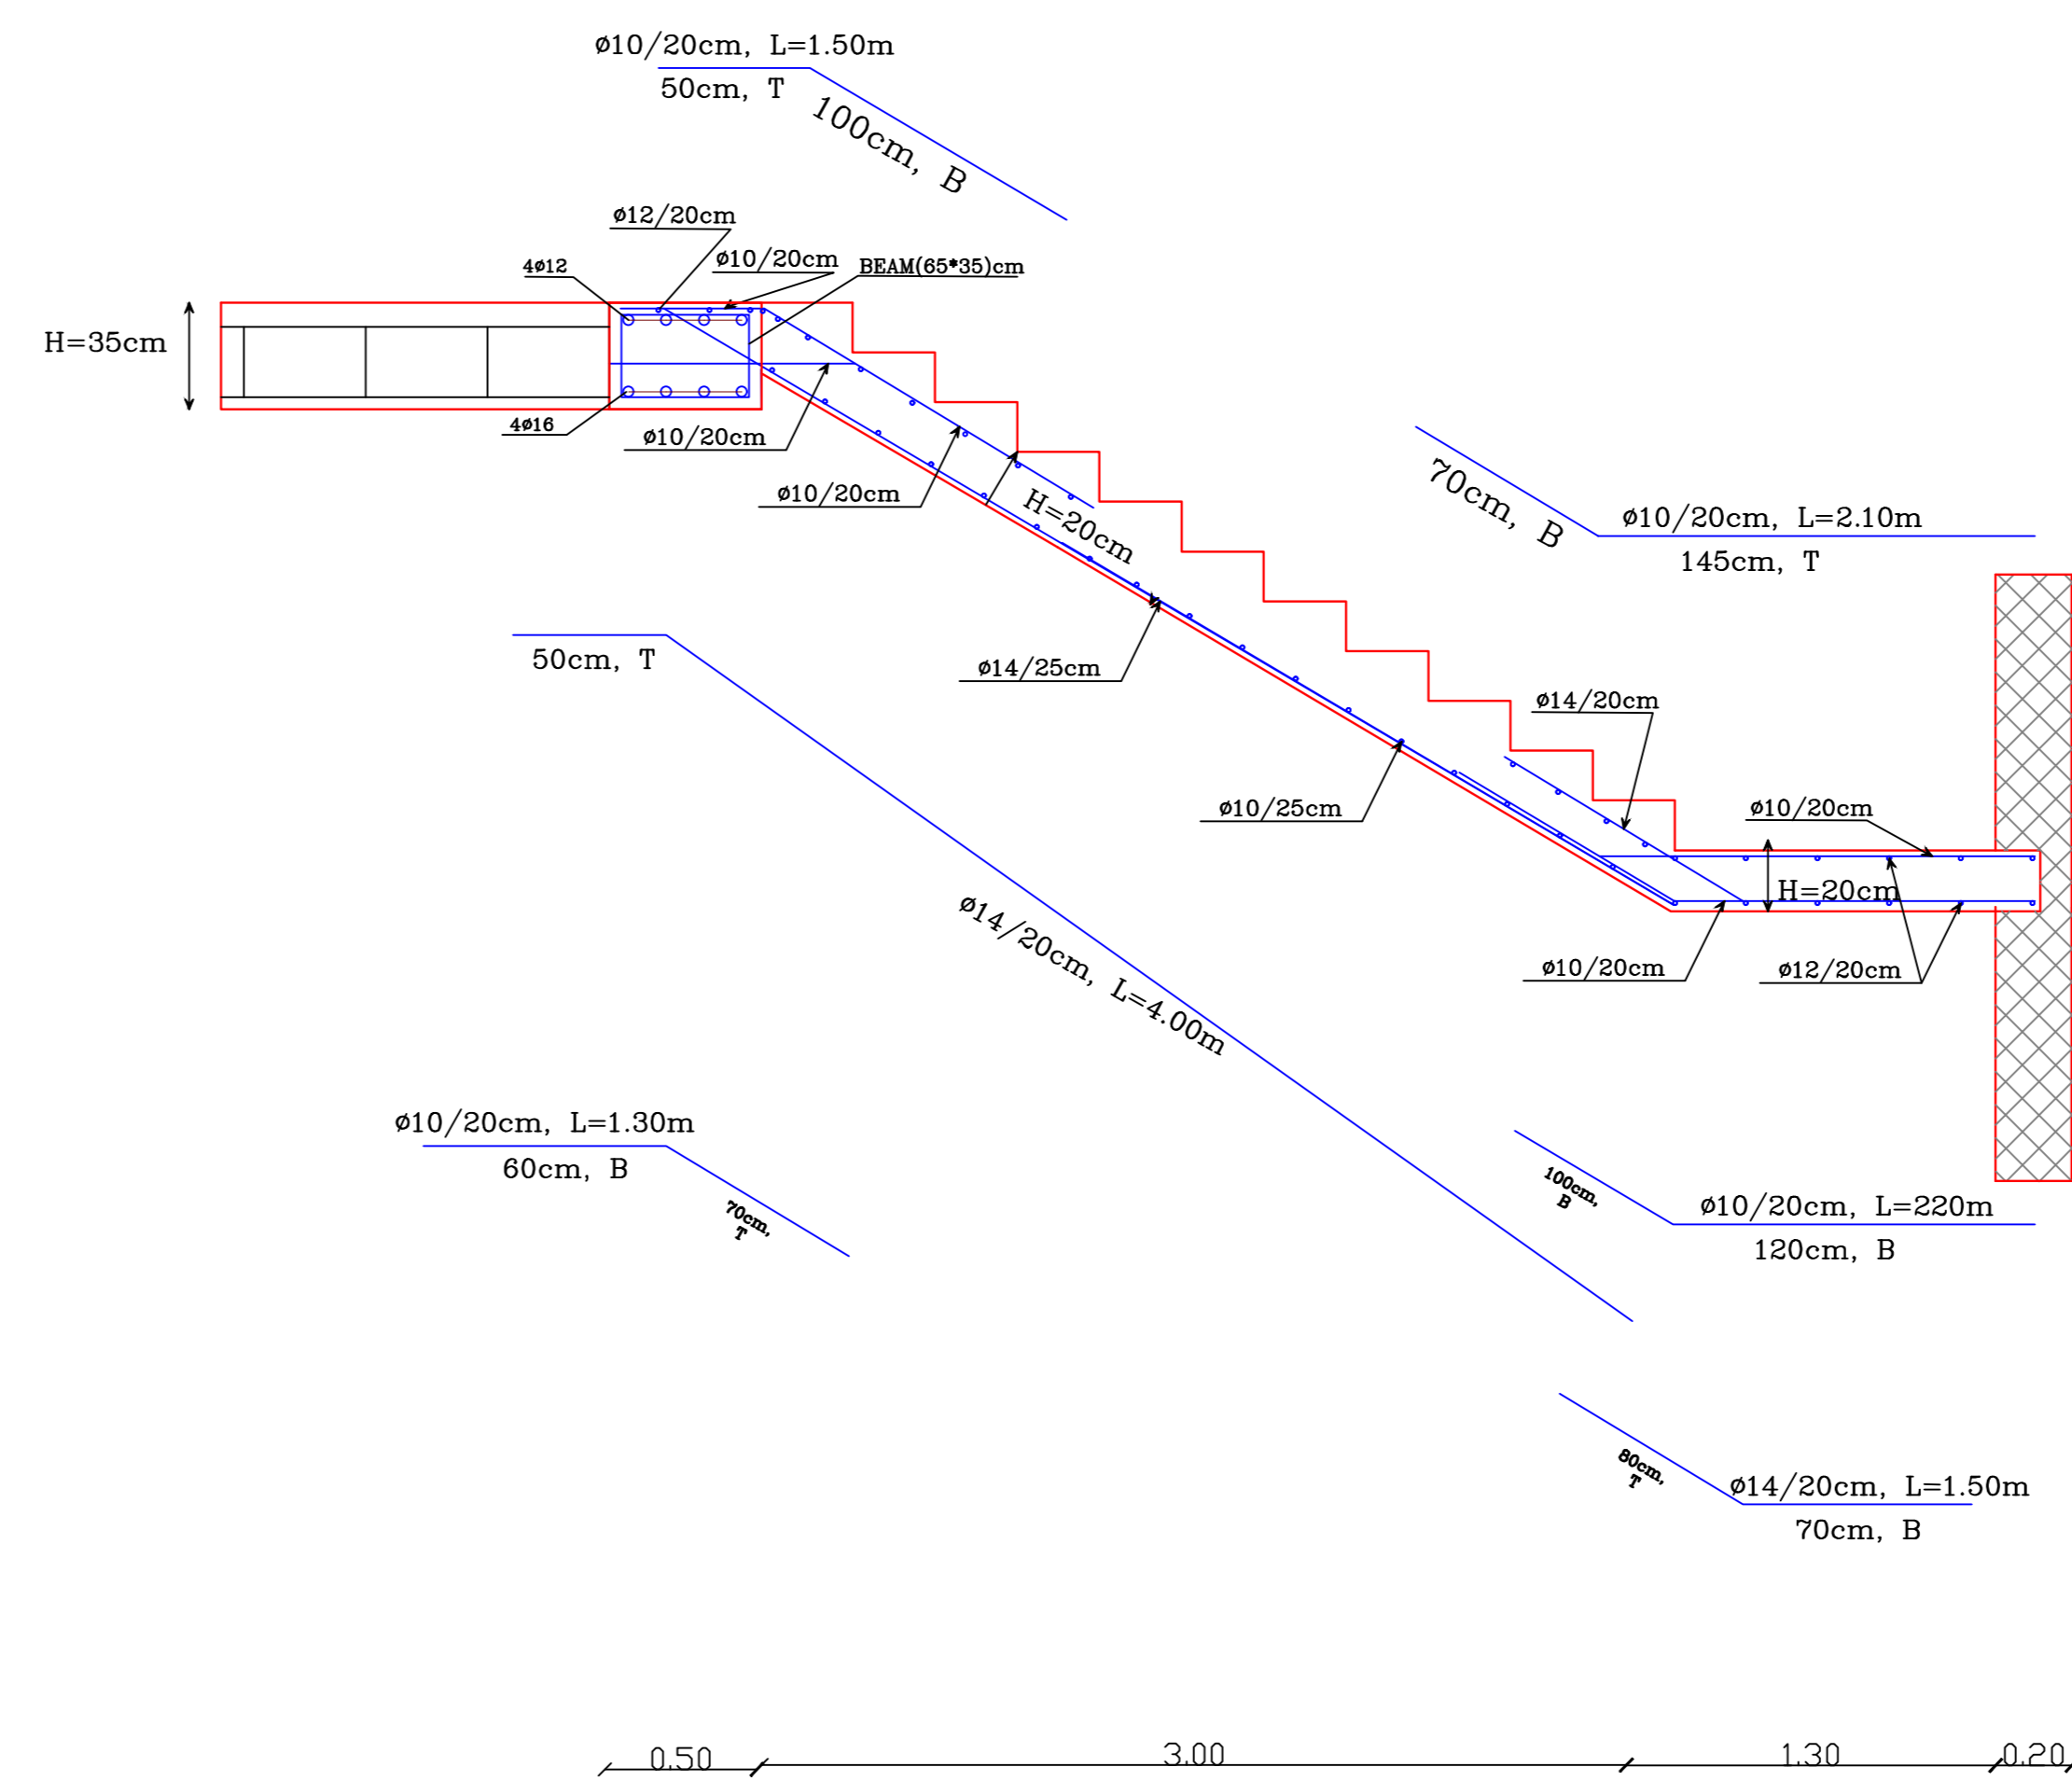 ø10/20cm, L=1.50m
50cm, T
100cm, B
ø12/20cm
ø10/20cm
4ø12
BEAM(65*35)cm
H=35cm
4ø16
ø10/20cm
ø10/20cm
H=20cm
70cm, B
ø10/20cm, L=2.10m
145cm, T
50cm, T
ø14/25cm
ø14/20cm
ø10/25cm
ø10/20cm
H=20cm
ø10/20cm
ø12/20cm
ø14/20cm, L=4.00m
ø10/20cm, L=1.30m
60cm, B
70cm,
T
100cm,
B
ø10/20cm, L=220m
120cm, B
80cm,
T
ø14/20cm, L=1.50m
70cm, B
0.50
3.00
1.30
0.20